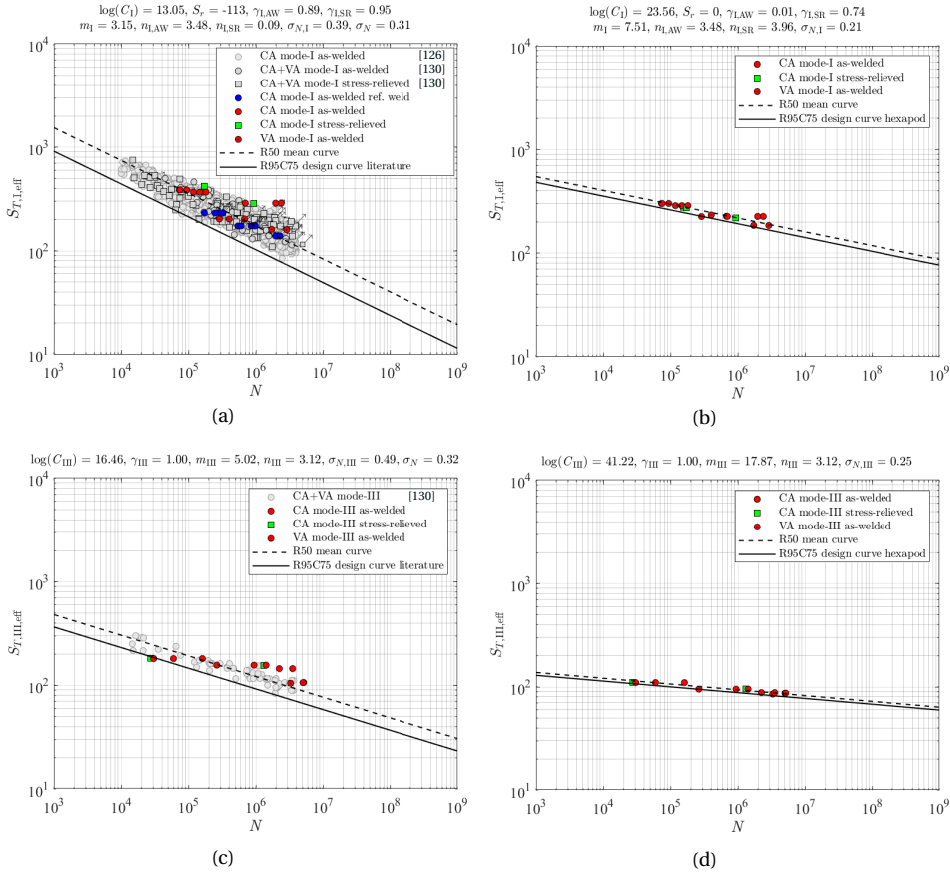 log(C_I) = 13.05, S_r = -113, γ_I,AW = 0.89, γ_I,SR = 0.95
m_I = 3.15, n_I,AW = 3.48, n_I,SR = 0.09, σ_N,I = 0.39, σ_N = 0.31
10^4
10^3
10^2
10^1
S_T,I,eff
CA mode-I as-welded [126]
CA+VA mode-I as-welded [130]
CA+VA mode-I stress-relieved [130]
CA mode-I as-welded ref. weld
CA mode-I as-welded
CA mode-I stress-relieved
VA mode-I as-welded
R50 mean curve
R95C75 design curve literature
10^3 10^4 10^5 10^6 10^7 10^8 10^9
N
(a)
log(C_I) = 23.56, S_r = 0, γ_I,AW = 0.01, γ_I,SR = 0.74
m_I = 7.51, n_I,AW = 3.48, n_I,SR = 3.96, σ_N,I = 0.21
10^4
10^3
10^2
10^1
S_T,I,eff
CA mode-I as-welded
CA mode-I stress-relieved
VA mode-I as-welded
R50 mean curve
R95C75 design curve hexapod
10^3 10^4 10^5 10^6 10^7 10^8 10^9
N
(b)
log(C_III) = 16.46, γ_III = 1.00, m_III = 5.02, n_III = 3.12, σ_N,III = 0.49, σ_N = 0.32
10^4
10^3
10^2
10^1
S_T,III,eff
CA+VA mode-III [130]
CA mode-III as-welded
CA mode-III stress-relieved
VA mode-III as-welded
R50 mean curve
R95C75 design curve literature
10^3 10^4 10^5 10^6 10^7 10^8 10^9
N
(c)
log(C_III) = 41.22, γ_III = 1.00, m_III = 17.87, n_III = 3.12, σ_N,III = 0.25
10^4
10^3
10^2
10^1
S_T,III,eff
CA mode-III as-welded
CA mode-III stress-relieved
VA mode-III as-welded
R50 mean curve
R95C75 design curve hexapod
10^3 10^4 10^5 10^6 10^7 10^8 10^9
N
(d)